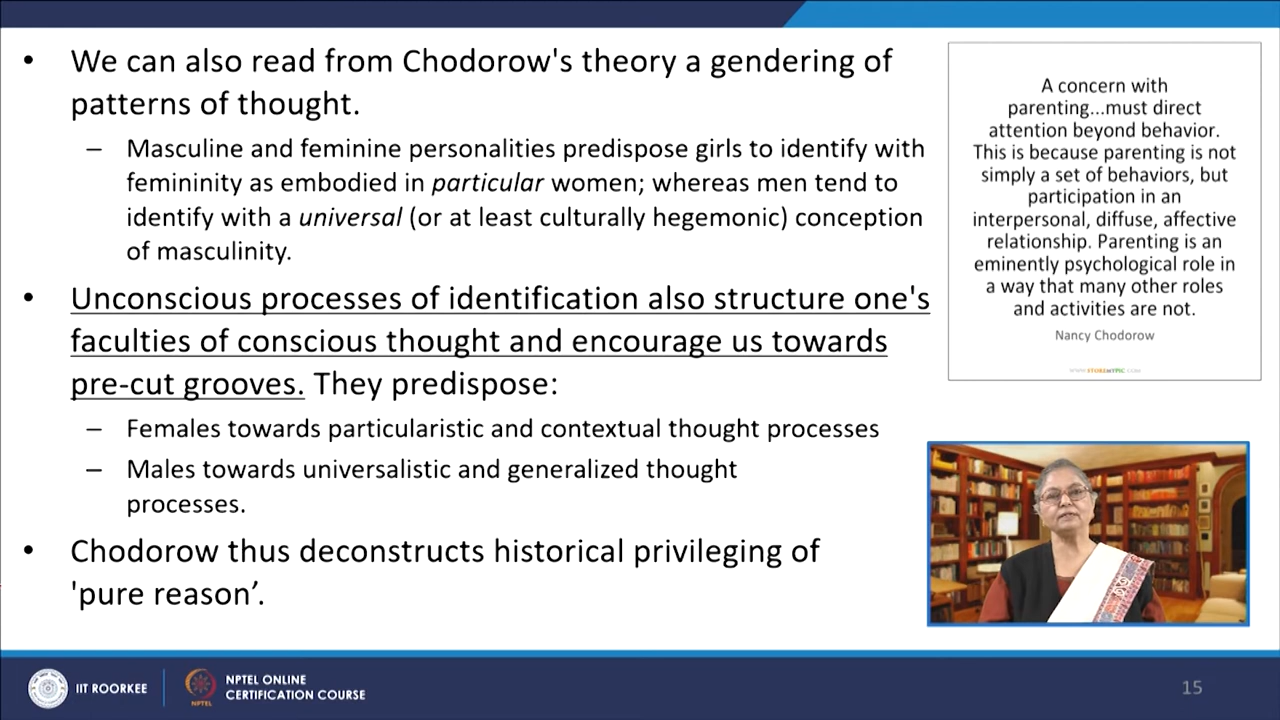 • We can also read from Chodorow's theory a gendering of
patterns of thought.
– Masculine and feminine personalities predispose girls to identify with
femininity as embodied in particular women; whereas men tend to
identify with a universal (or at least culturally hegemonic) conception
of masculinity.
• Unconscious processes of identification also structure one's
faculties of conscious thought and encourage us towards
pre-cut grooves. They predispose:
– Females towards particularistic and contextual thought processes
– Males towards universalistic and generalized thought
processes.
• Chodorow thus deconstructs historical privileging of
'pure reason’.
A concern with
parenting...must direct
attention beyond behavior.
This is because parenting is not
simply a set of behaviors, but
participation in an
interpersonal, diffuse, affective
relationship. Parenting is an
eminently psychological role in
a way that many other roles
and activities are not.
Nancy Chodorow
WWW.STOREMYPIC.COM
IIT ROORKEE
NPTEL
NPTEL ONLINE
CERTIFICATION COURSE
15